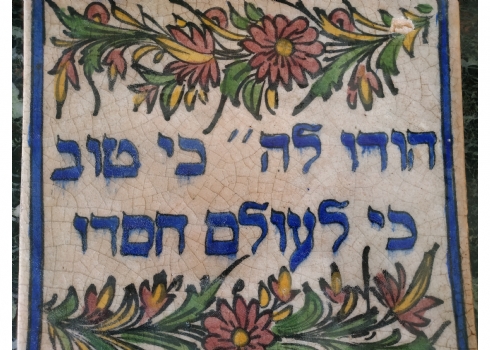 הודו לה״ כי טוב
כי לעולם חסדו